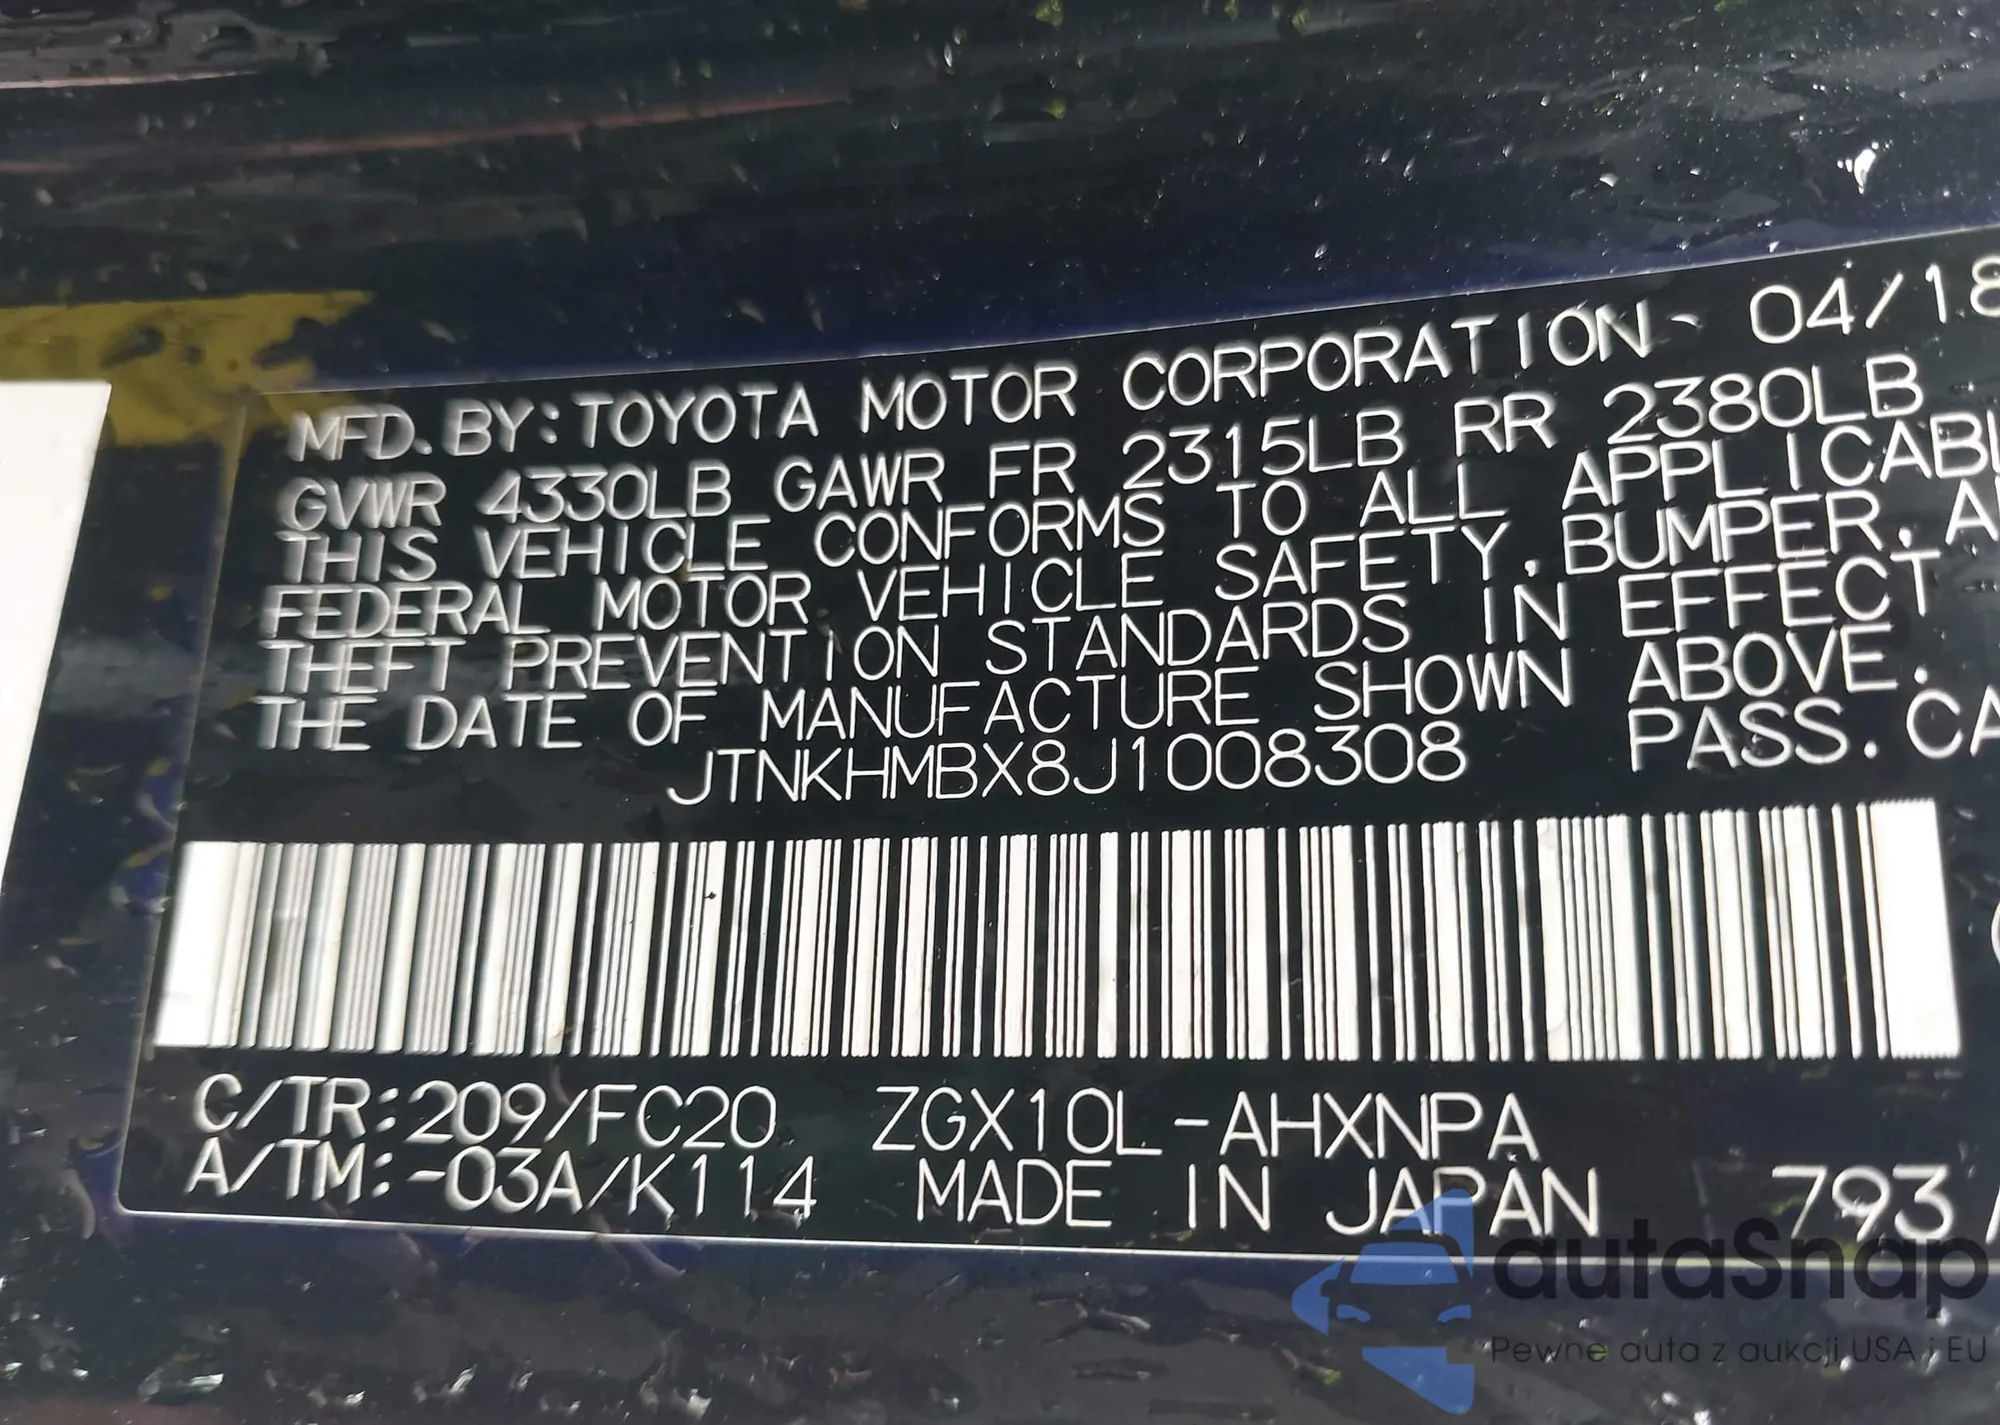 MFD. BY: TOYOTA MOTOR CORPORATION 04/18
GVWR 4330LB GAWR FR 2315LB RR 2380LB
THIS VEHICLE CONFORMS TO ALL APPLICABL
FEDERAL MOTOR VEHICLE SAFETY, BUMPER, A
THEFT PREVENTION STANDARDS IN EFFECT
THE DATE OF MANUFACTURE SHOWN ABOVE.
JTNKHMBX8J1008308 PASS. CA
C/TR: 209/FC20 ZGX10L-AHXNPA
A/TM: -03A/K114 MADE IN JAPAN 793
autaSnap
Pewne auta z aukcji USA i EU